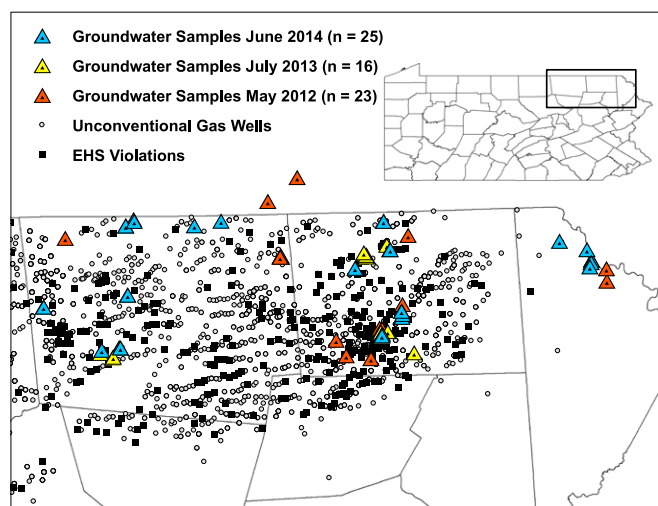 Groundwater Samples June 2014 (n = 25)
Groundwater Samples July 2013 (n = 16)
Groundwater Samples May 2012 (n = 23)
Unconventional Gas Wells
EHS Violations